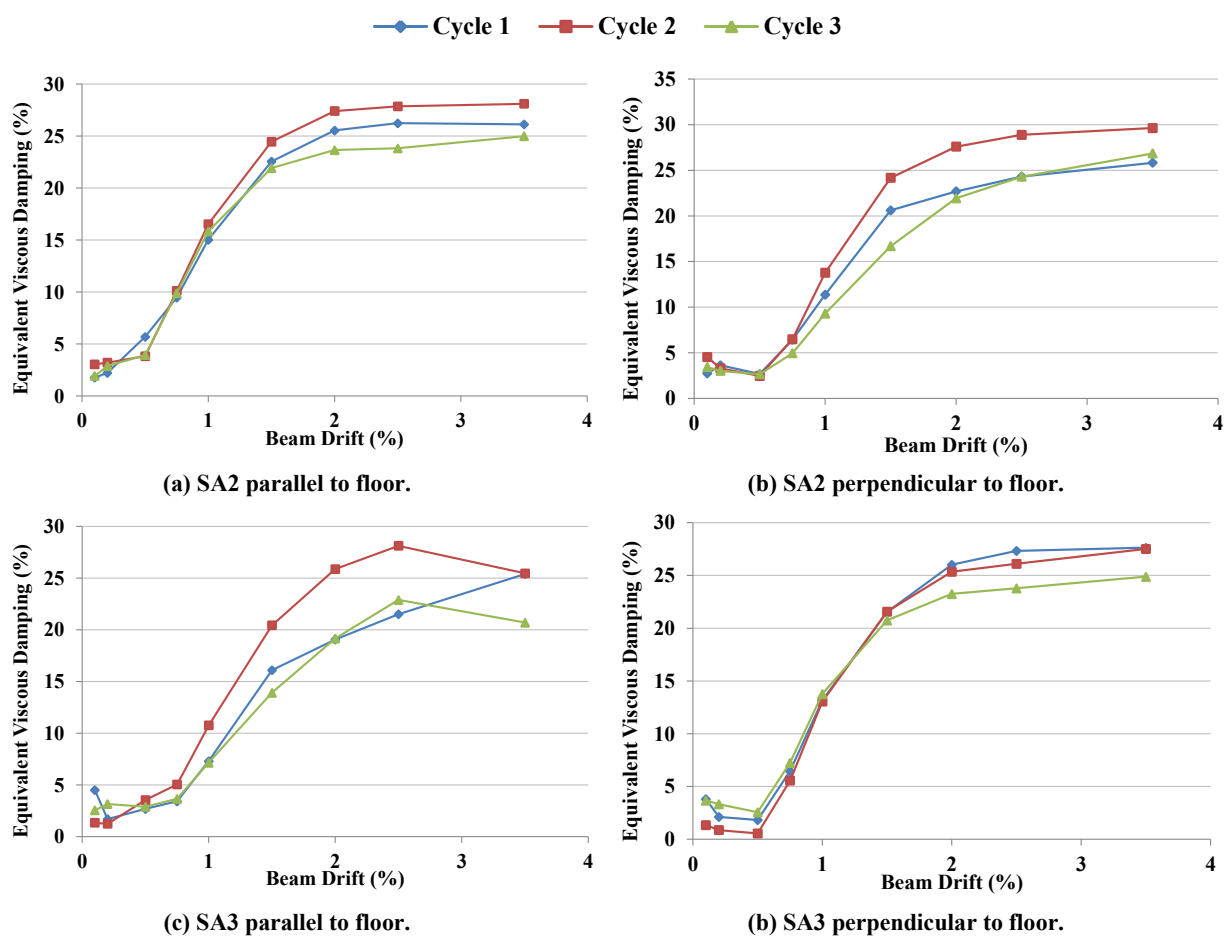 Cycle 1 Cycle 2 Cycle 3
30
25
20
15
10
5
0
0 1 2 3 4
Equivalent Viscous Damping (%)
Beam Drift (%)
(a) SA2 parallel to floor.
35
30
25
20
15
10
5
0
0 1 2 3 4
Equivalent Viscous Damping (%)
Beam Drift (%)
(b) SA2 perpendicular to floor.
30
25
20
15
10
5
0
0 1 2 3 4
Equivalent Viscous Damping (%)
Beam Drift (%)
(c) SA3 parallel to floor.
30
25
20
15
10
5
0
0 1 2 3 4
Equivalent Viscous Damping (%)
Beam Drift (%)
(b) SA3 perpendicular to floor.